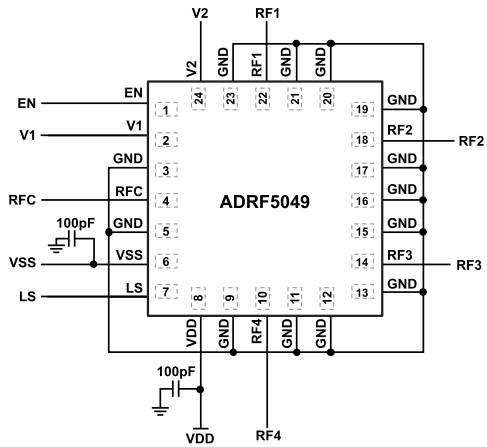 V2
RF1
V2
GND
RF1
GND
GND
24
23
22
21
20
EN
EN
1
V1
V1
2
GND
3
RFC
RFC
4
100pF
GND
5
VSS
VSS
6
LS
LS
7
ADRF5049
19
GND
18
RF2
RF2
17
GND
16
GND
15
GND
14
RF3
RF3
13
GND
8
9
10
11
12
VDD
GND
RF4
GND
GND
100pF
VDD
RF4